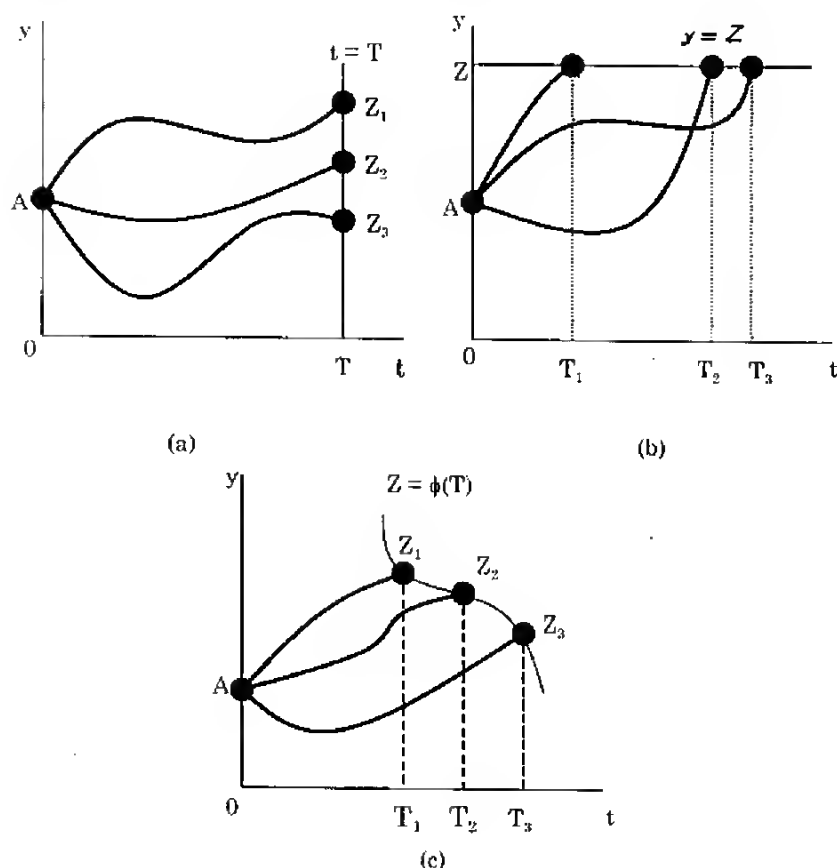 y
t = T
Z₁
Z₂
A
Z₃
0
T
t
(a)
y
y = Z
Z
A
0
T₁
T₂
T₃
t
(b)
y
Z = ϕ(T)
Z₁
Z₂
Z₃
A
0
T₁
T₂
T₃
t
(c)